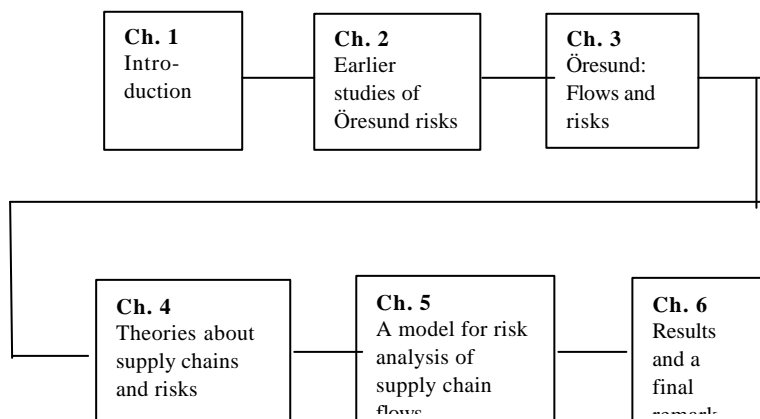 Ch. 1
Intro-
duction
Ch. 2
Earlier
studies of
Öresund risks
Ch. 3
Öresund:
Flows and
risks
Ch. 4
Theories about
supply chains
and risks
Ch. 5
A model for risk
analysis of
supply chain
flows
Ch. 6
Results
and a
final
remark